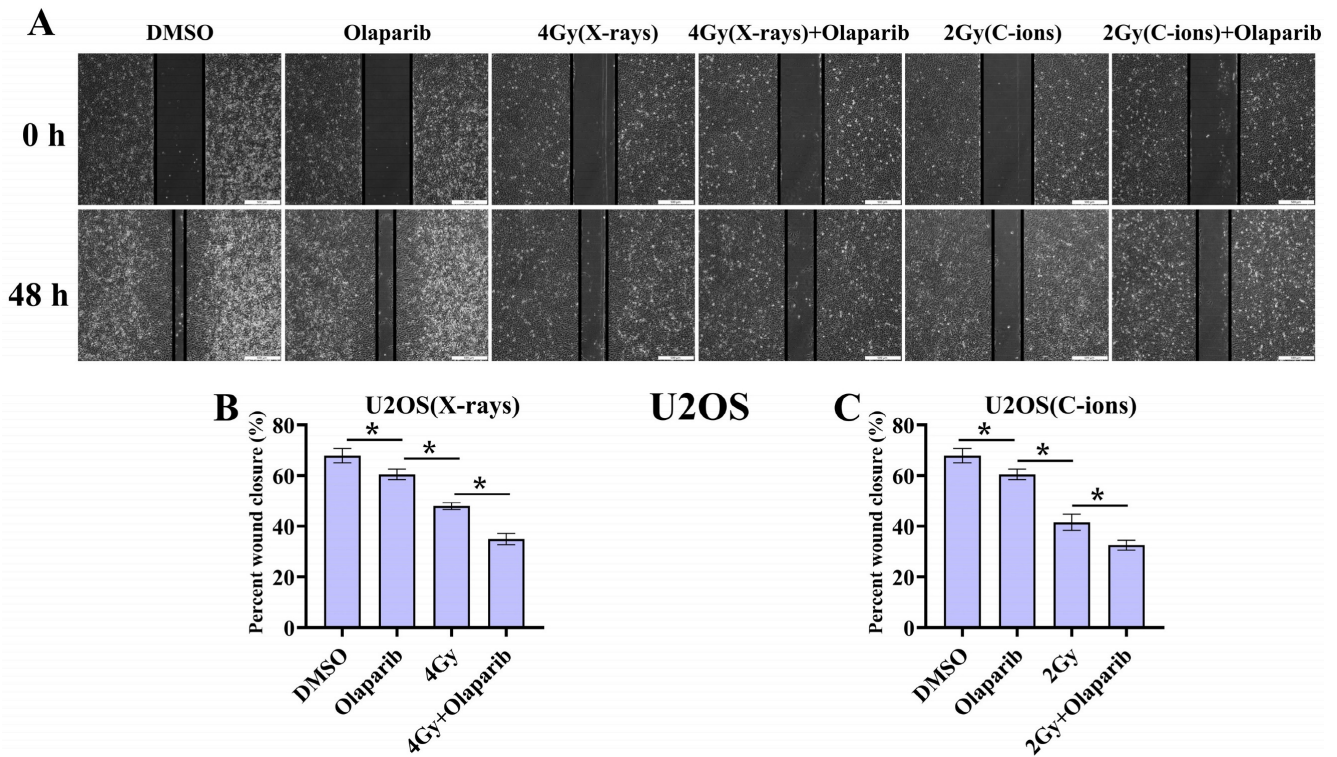 A
DMSO Olaparib 4Gy(X-rays) 4Gy(X-rays)+Olaparib 2Gy(C-ions) 2Gy(C-ions)+Olaparib
0 h
48 h
B
U2OS(X-rays)
U2OS
C
U2OS(C-ions)
Percent wound closure (%)
80
60
40
20
0
* * *
DMSO
Olaparib
4Gy
4Gy+Olaparib
Percent wound closure (%)
80
60
40
20
0
* * *
DMSO
Olaparib
2Gy
2Gy+Olaparib